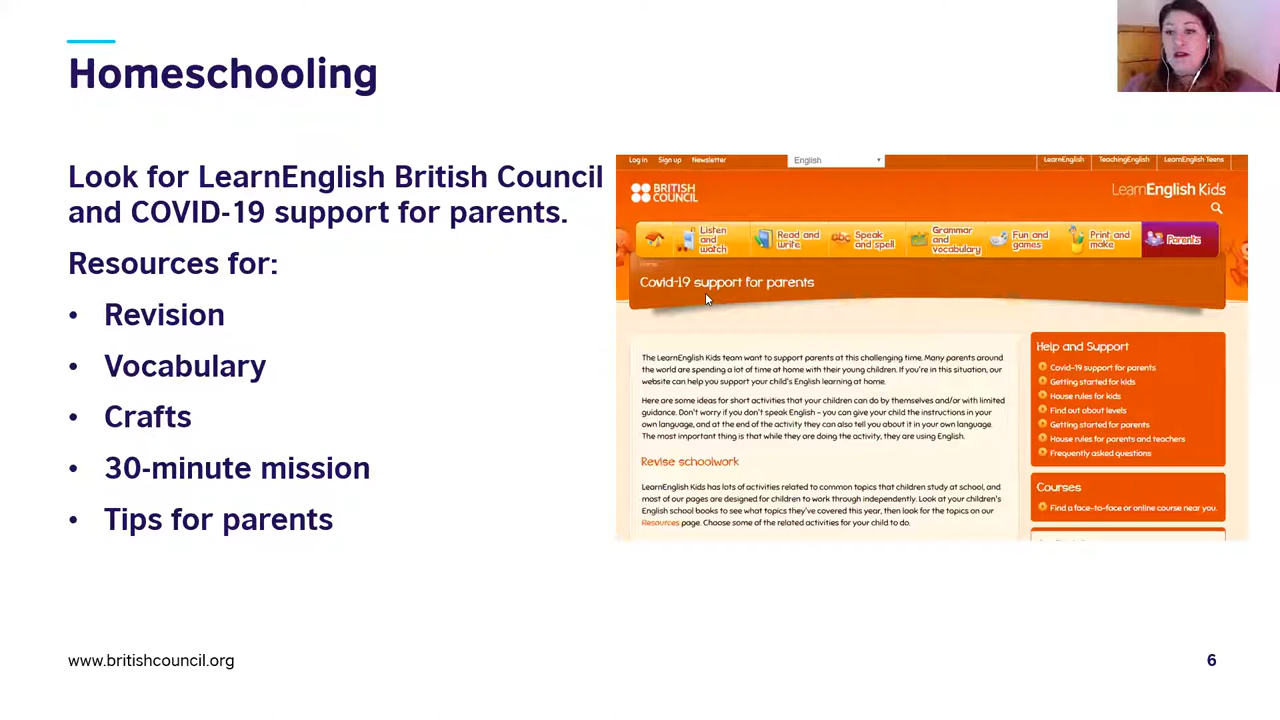 Homeschooling
Look for LearnEnglish British Council
and COVID-19 support for parents.
Resources for:
• Revision
• Vocabulary
• Crafts
• 30-minute mission
• Tips for parents
Log in Sign up Newsletter English LearnEnglish TeachingEnglish LearnEnglish Teens
BRITISH
COUNCIL
LearnEnglish Kids
Listen
and
watch
Read and
write
abc
Speak
and spell
Grammar
and
vocabulary
Fun and
games
Print and
make
Parents
Home
Covid-19 support for parents
The LearnEnglish Kids team want to support parents at this challenging time. Many parents around
the world are spending a lot of time at home with their young children. If you're in this situation, our
website can help you support your child's English learning at home.
Here are some ideas for short activities that your children can do by themselves and/or with limited
guidance. Don't worry if you don't speak English – you can give your child the instructions in your
own language, and at the end of the activity they can also tell you about it in your own language.
The most important thing is that while they are doing the activity, they are using English.
Revise schoolwork
LearnEnglish Kids has lots of activities related to common topics that children study at school, and
most of our pages are designed for children to work through independently. Look at your children's
English school books to see what topics they've covered this year, then look for the topics on our
Resources page. Choose some of the related activities for your child to do.
Help and Support
Covid-19 support for parents
Getting started for kids
House rules for kids
Find out about levels
Getting started for parents
House rules for parents and teachers
Frequently asked questions
Courses
Find a face-to-face or online course near you.
www.britishcouncil.org
6